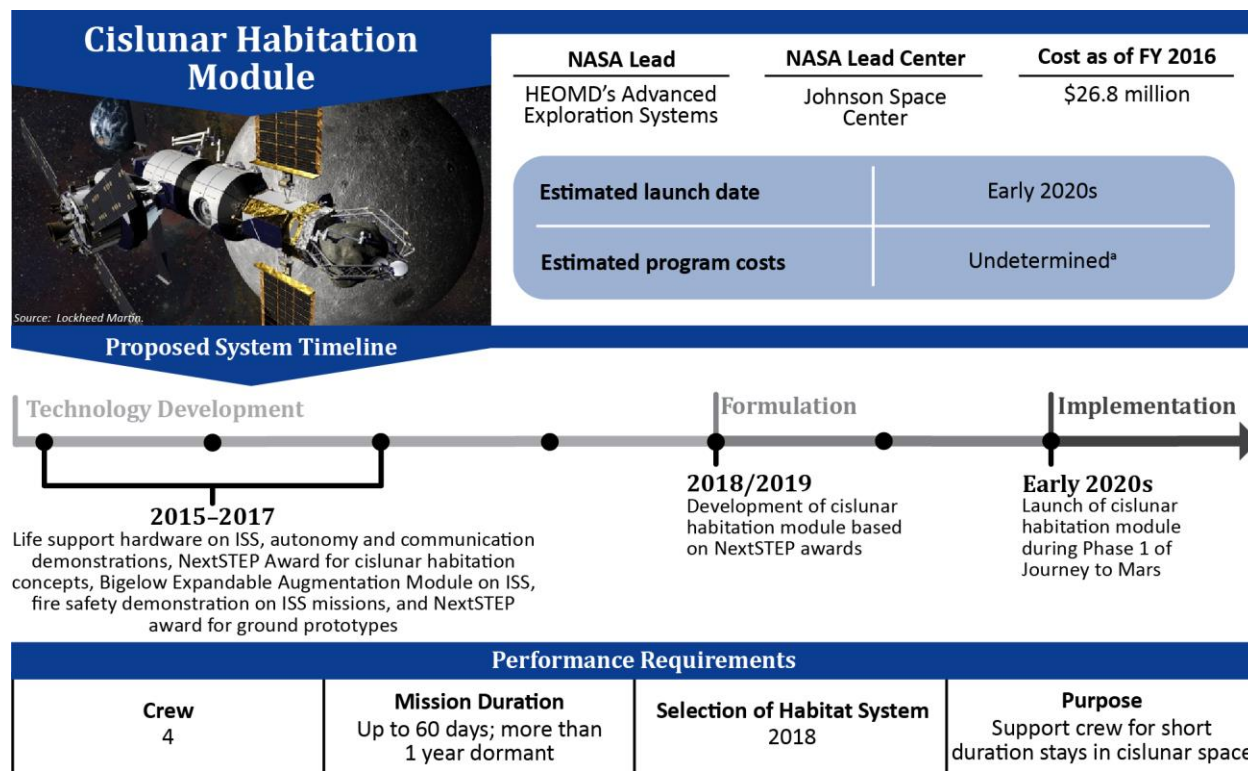 Cislunar Habitation
Module
Source: Lockheed Martin.
NASA Lead
HEOMD's Advanced
Exploration Systems
NASA Lead Center
Johnson Space
Center
Cost as of FY 2016
$26.8 million
Estimated launch date
Early 2020s
Estimated program costs
Undeterminedᵃ
Proposed System Timeline
Technology Development
Formulation
Implementation
2015–2017
Life support hardware on ISS, autonomy and communication
demonstrations, NextSTEP Award for cislunar habitation
concepts, Bigelow Expandable Augmentation Module on ISS,
fire safety demonstration on ISS missions, and NextSTEP
award for ground prototypes
2018/2019
Development of cislunar
habitation module based
on NextSTEP awards
Early 2020s
Launch of cislunar
habitation module
during Phase 1 of
Journey to Mars
Performance Requirements
Crew
4
Mission Duration
Up to 60 days; more than
1 year dormant
Selection of Habitat System
2018
Purpose
Support crew for short
duration stays in cislunar space